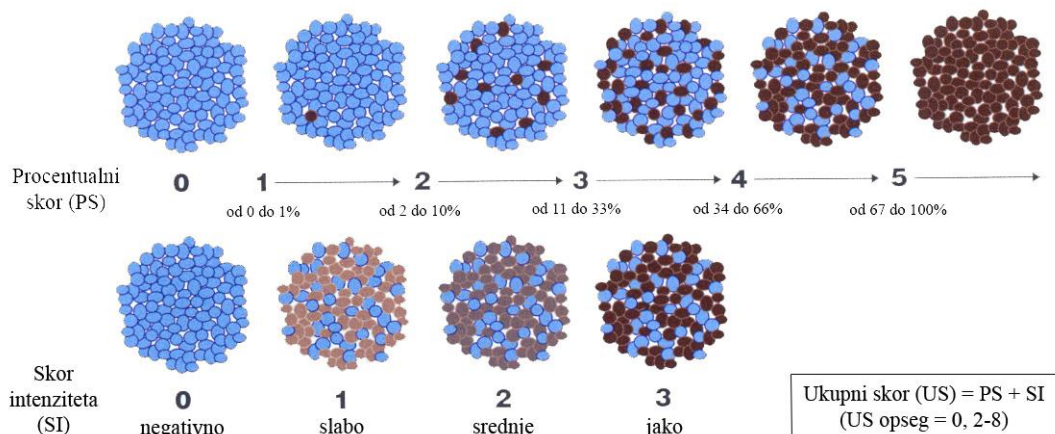 Procentualni
skor (PS)
0 1 2 3 4 5
od 0 do 1% od 2 do 10% od 11 do 33% od 34 do 66% od 67 do 100%
Skor
intenziteta
(SI)
0 1 2 3
negativno slabo srednje jako
Ukupni skor (US) = PS + SI
(US opseg = 0, 2-8)